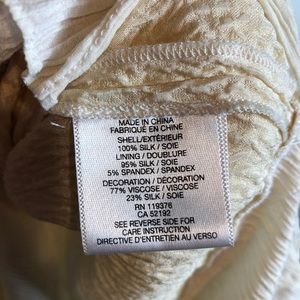 MADE IN CHINA
FABRIQUÉ EN CHINE
SHELL/EXTÉRIEUR
100% SILK / SOIE
LINING / DOUBLURE
95% SILK / SOIE
5% SPANDEX / SPANDEX
DECORATION / DÉCORATION
77% VISCOSE / VISCOSE
23% SILK / SOIE
RN 119376
CA 52192
SEE REVERSE SIDE FOR
CARE INSTRUCTION
DIRECTIVE D'ENTRETIEN AU VERSO